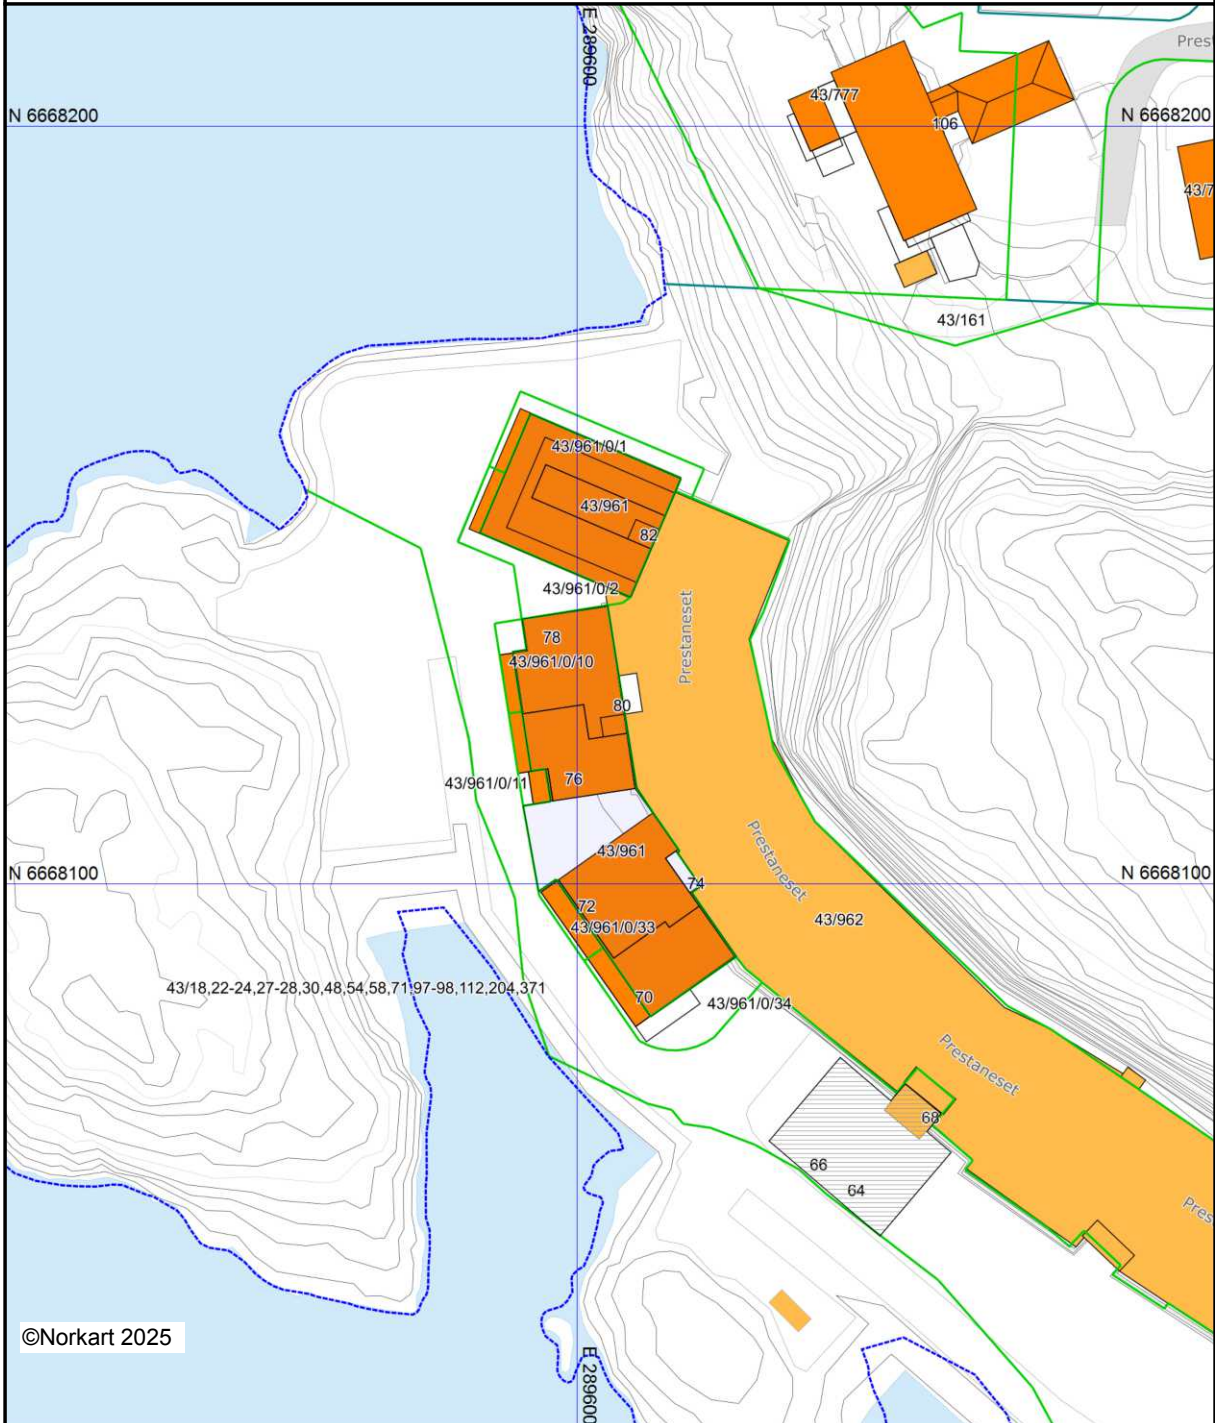 E 289600
Pres
43/777
N 6668200
106
N 6668200
43/7
43/161
43/961/0/1
43/961
82
43/961/0/2
Prestaneset
78
43/961/0/10
80
43/961/0/11
76
Prestaneset
43/961
N 6668100
N 6668100
74
72
43/962
43/961/0/33
43/18,22-24,27-28,30,48,54,58,71,97-98,112,204,371
70
43/961/0/34
Prestaneset
68
66
64
Pres
©Norkart 2025
E 289600